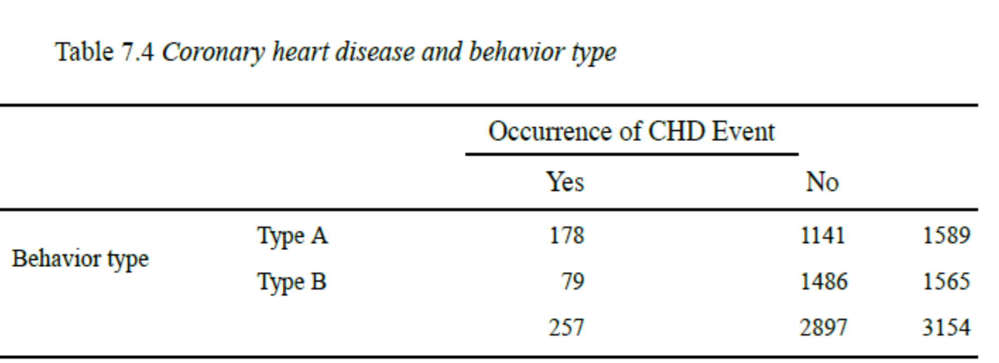 Table 7.4 Coronary heart disease and behavior type
Occurrence of CHD Event
Yes No
Type A 178 1141 1589
Behavior type
Type B 79 1486 1565
257 2897 3154